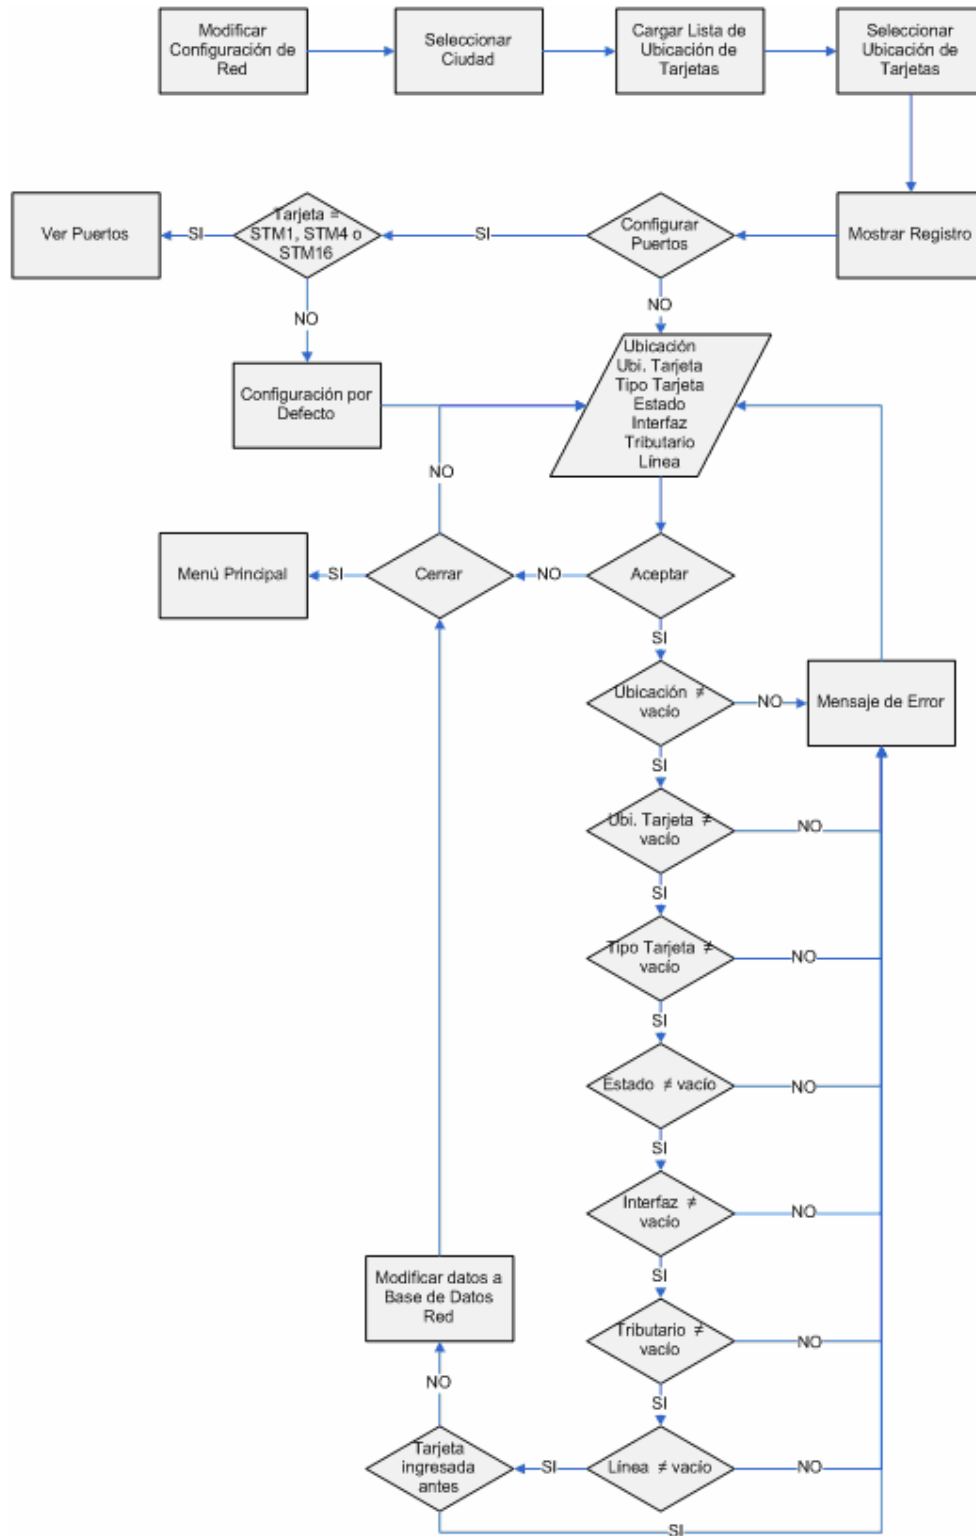 Modificar
Configuración de
Red
Seleccionar
Ciudad
Cargar Lista de
Ubicación de
Tarjetas
Seleccionar
Ubicación de
Tarjetas
Ver Puertos
SI
Tarjeta =
STM1, STM4 o
STM16
SI
Configurar
Puertos
Mostrar Registro
NO
NO
Configuración por
Defecto
Ubicación
Ubi. Tarjeta
Tipo Tarjeta
Estado
Interfaz
Tributario
Línea
NO
Menú Principal
SI
Cerrar
NO
Aceptar
SI
Ubicación ≠
vacío
NO
Mensaje de Error
SI
Ubi. Tarjeta ≠
vacío
NO
SI
Tipo Tarjeta ≠
vacío
NO
SI
Estado ≠ vacío
NO
SI
Interfaz ≠
vacío
NO
SI
Modificar datos a
Base de Datos
Red
Tributario ≠
vacío
NO
NO
SI
Tarjeta
ingresada
antes
SI
Línea ≠ vacío
NO
SI